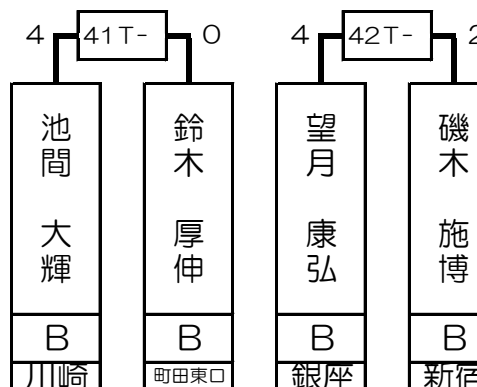 4 41T- 0 4 42T- 2
池間 大輝
鈴木 厚伸
望月 康弘
磯木 施博
B B B B
川崎 町田東口 銀座 新宿